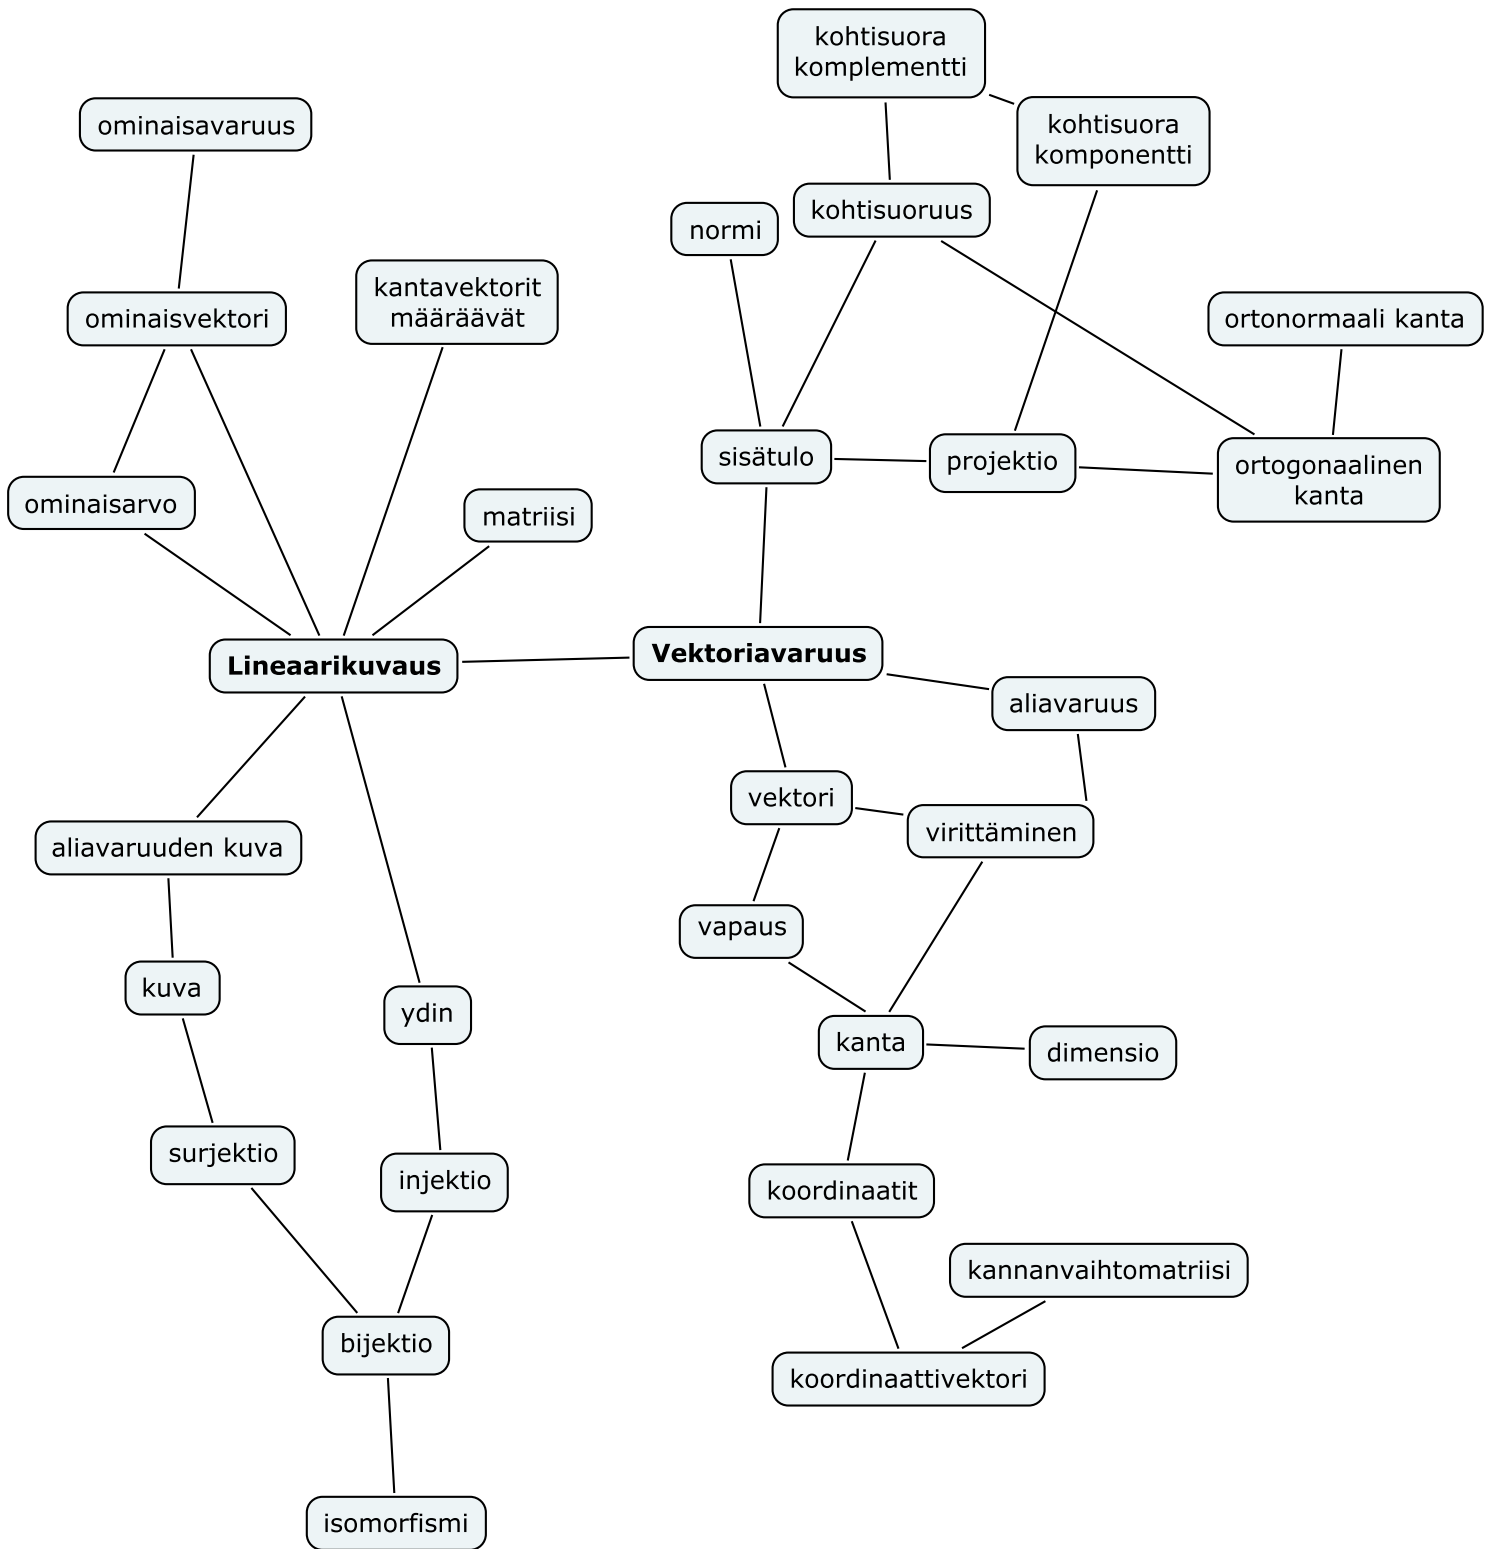 kohtisuora
komplementti
ominaisavaruus
kohtisuora
komponentti
kohtisuoruus
normi
kantavektorit
määräävät
ominaisvektori
ortonormaali kanta
sisätulo
projektio
ortogonaalinen
kanta
ominaisarvo
matriisi
Lineaarikuvaus
Vektoriavaruus
aliavaruus
vektori
virittäminen
aliavaruuden kuva
vapaus
kuva
ydin
kanta
dimensio
surjektio
injektio
koordinaatit
kannanvaihtomatriisi
bijektio
koordinaattivektori
isomorfismi